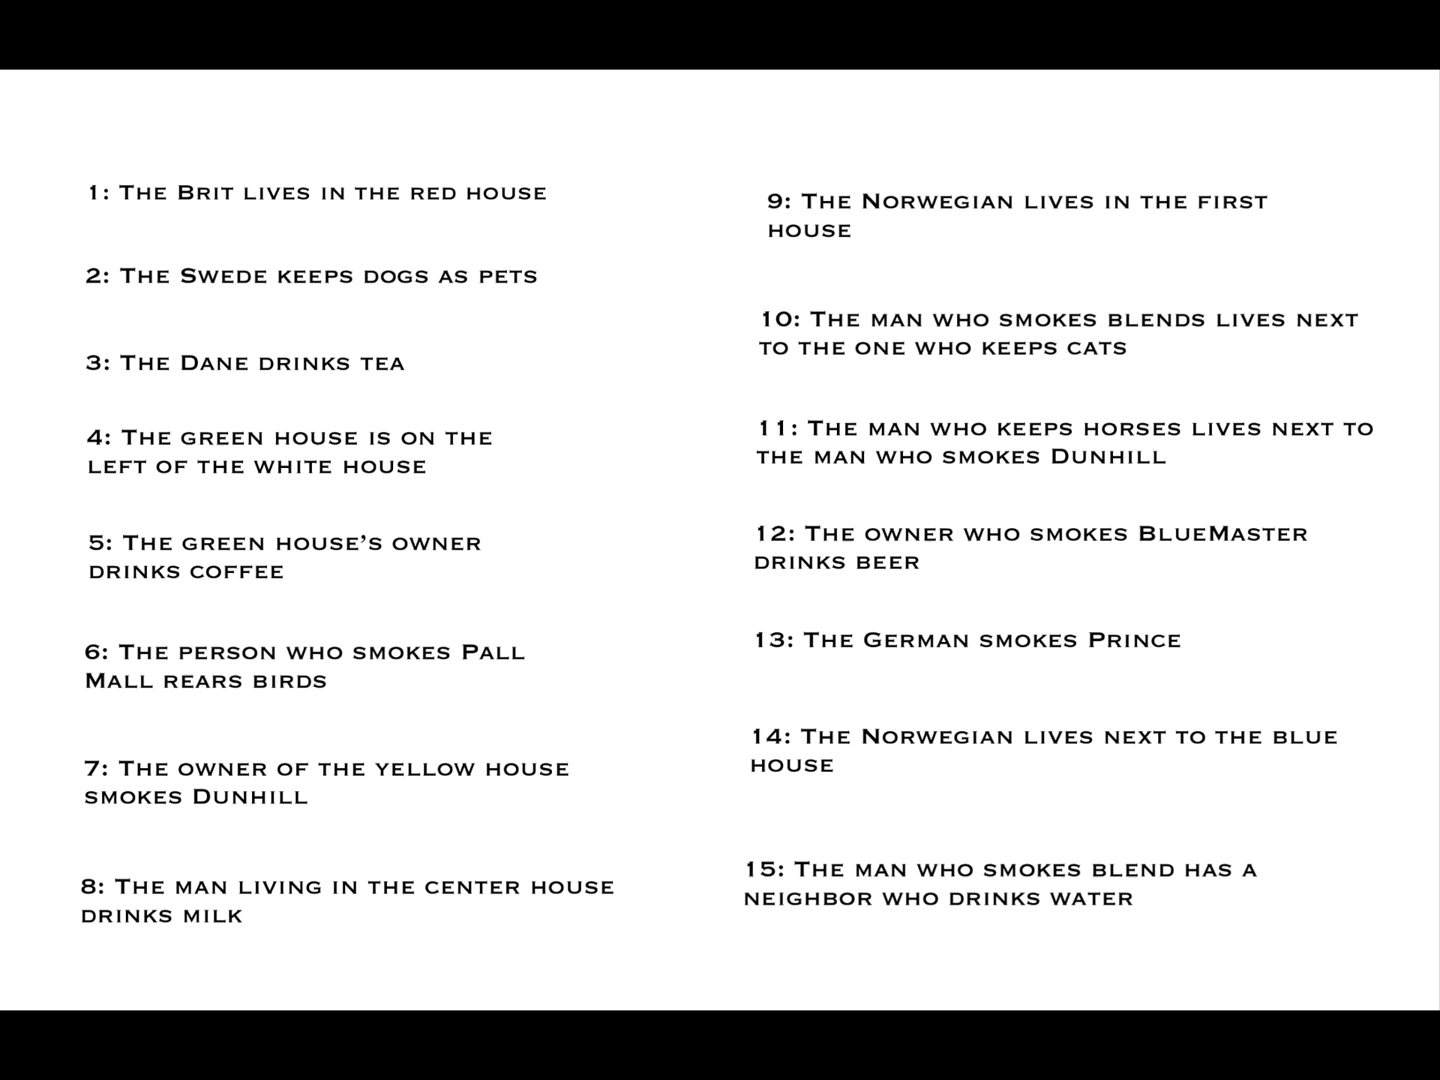 1: The Brit lives in the red house
2: The Swede keeps dogs as pets
3: The Dane drinks tea
4: The green house is on the
left of the white house
5: The green house’s owner
drinks coffee
6: The person who smokes Pall
Mall rears birds
7: The owner of the yellow house
smokes Dunhill
8: The man living in the center house
drinks milk
9: The Norwegian lives in the first
house
10: The man who smokes blends lives next
to the one who keeps cats
11: The man who keeps horses lives next to
the man who smokes Dunhill
12: The owner who smokes BlueMaster
drinks beer
13: The German smokes Prince
14: The Norwegian lives next to the blue
house
15: The man who smokes blend has a
neighbor who drinks water